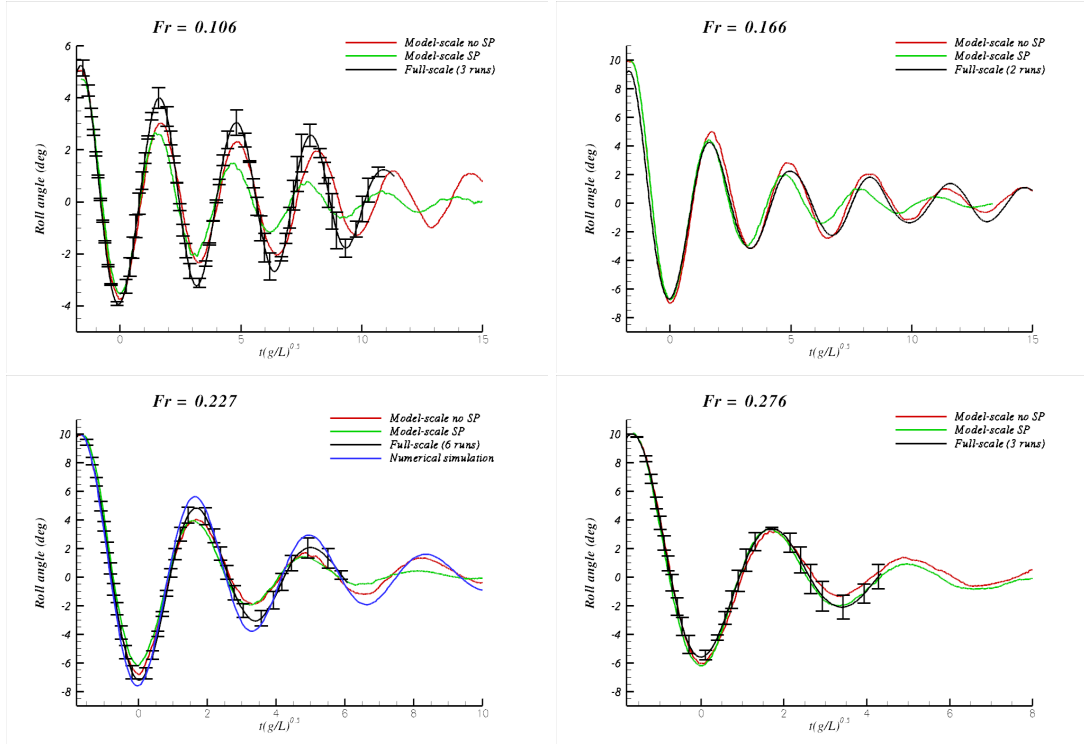 Fr = 0.106
Model-scale no SP
Model-scale SP
Full-scale (3 runs)
Roll angle (deg)
6
4
2
0
-2
-4
0
5
10
15
t(g/L)^0.5
Fr = 0.166
Model-scale no SP
Model-scale SP
Full-scale (2 runs)
Roll angle (deg)
10
8
6
4
2
0
-2
-4
-6
-8
0
5
10
15
t(g/L)^0.5
Fr = 0.227
Model-scale no SP
Model-scale SP
Full-scale (6 runs)
Numerical simulation
Roll angle (deg)
10
8
6
4
2
0
-2
-4
-6
-8
0
2
4
6
8
10
t(g/L)^0.5
Fr = 0.276
Model-scale no SP
Model-scale SP
Full-scale (3 runs)
Roll angle (deg)
10
8
6
4
2
0
-2
-4
-6
-8
0
2
4
6
8
t(g/L)^0.5